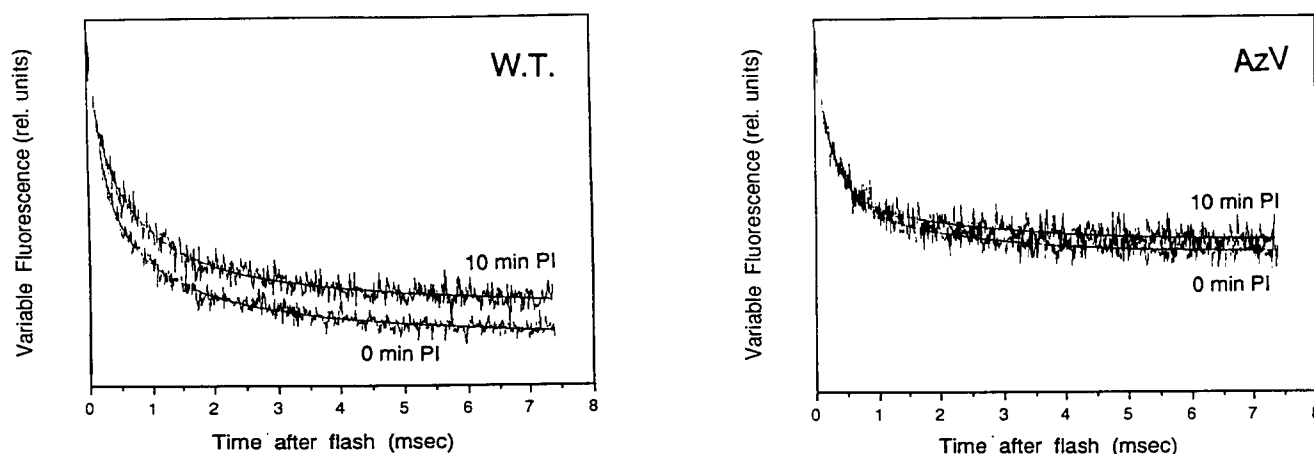 W.T.
Variable Fluorescence (rel. units)
10 min PI
0 min PI
0 1 2 3 4 5 6 7 8
Time after flash (msec)
AzV
Variable Fluorescence (rel. units)
10 min PI
0 min PI
0 1 2 3 4 5 6 7 8
Time after flash (msec)